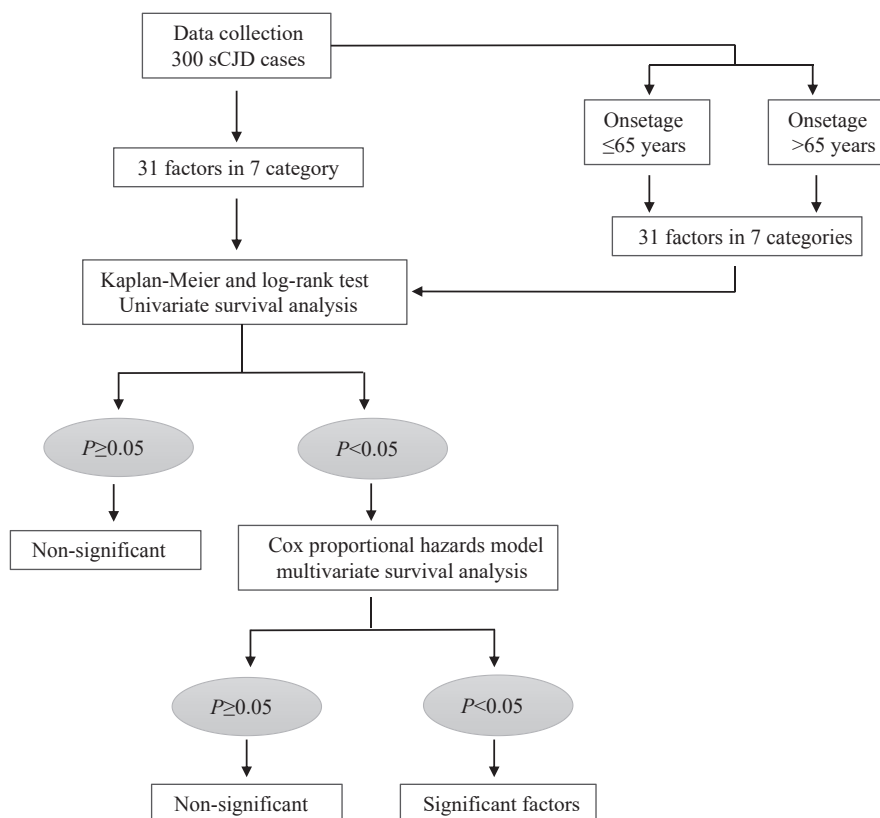 Data collection
300 sCJD cases
Onsetage
≤65 years
Onsetage
>65 years
31 factors in 7 category
31 factors in 7 categories
Kaplan-Meier and log-rank test
Univariate survival analysis
P≥0.05
P<0.05
Non-significant
Cox proportional hazards model
multivariate survival analysis
P≥0.05
P<0.05
Non-significant
Significant factors